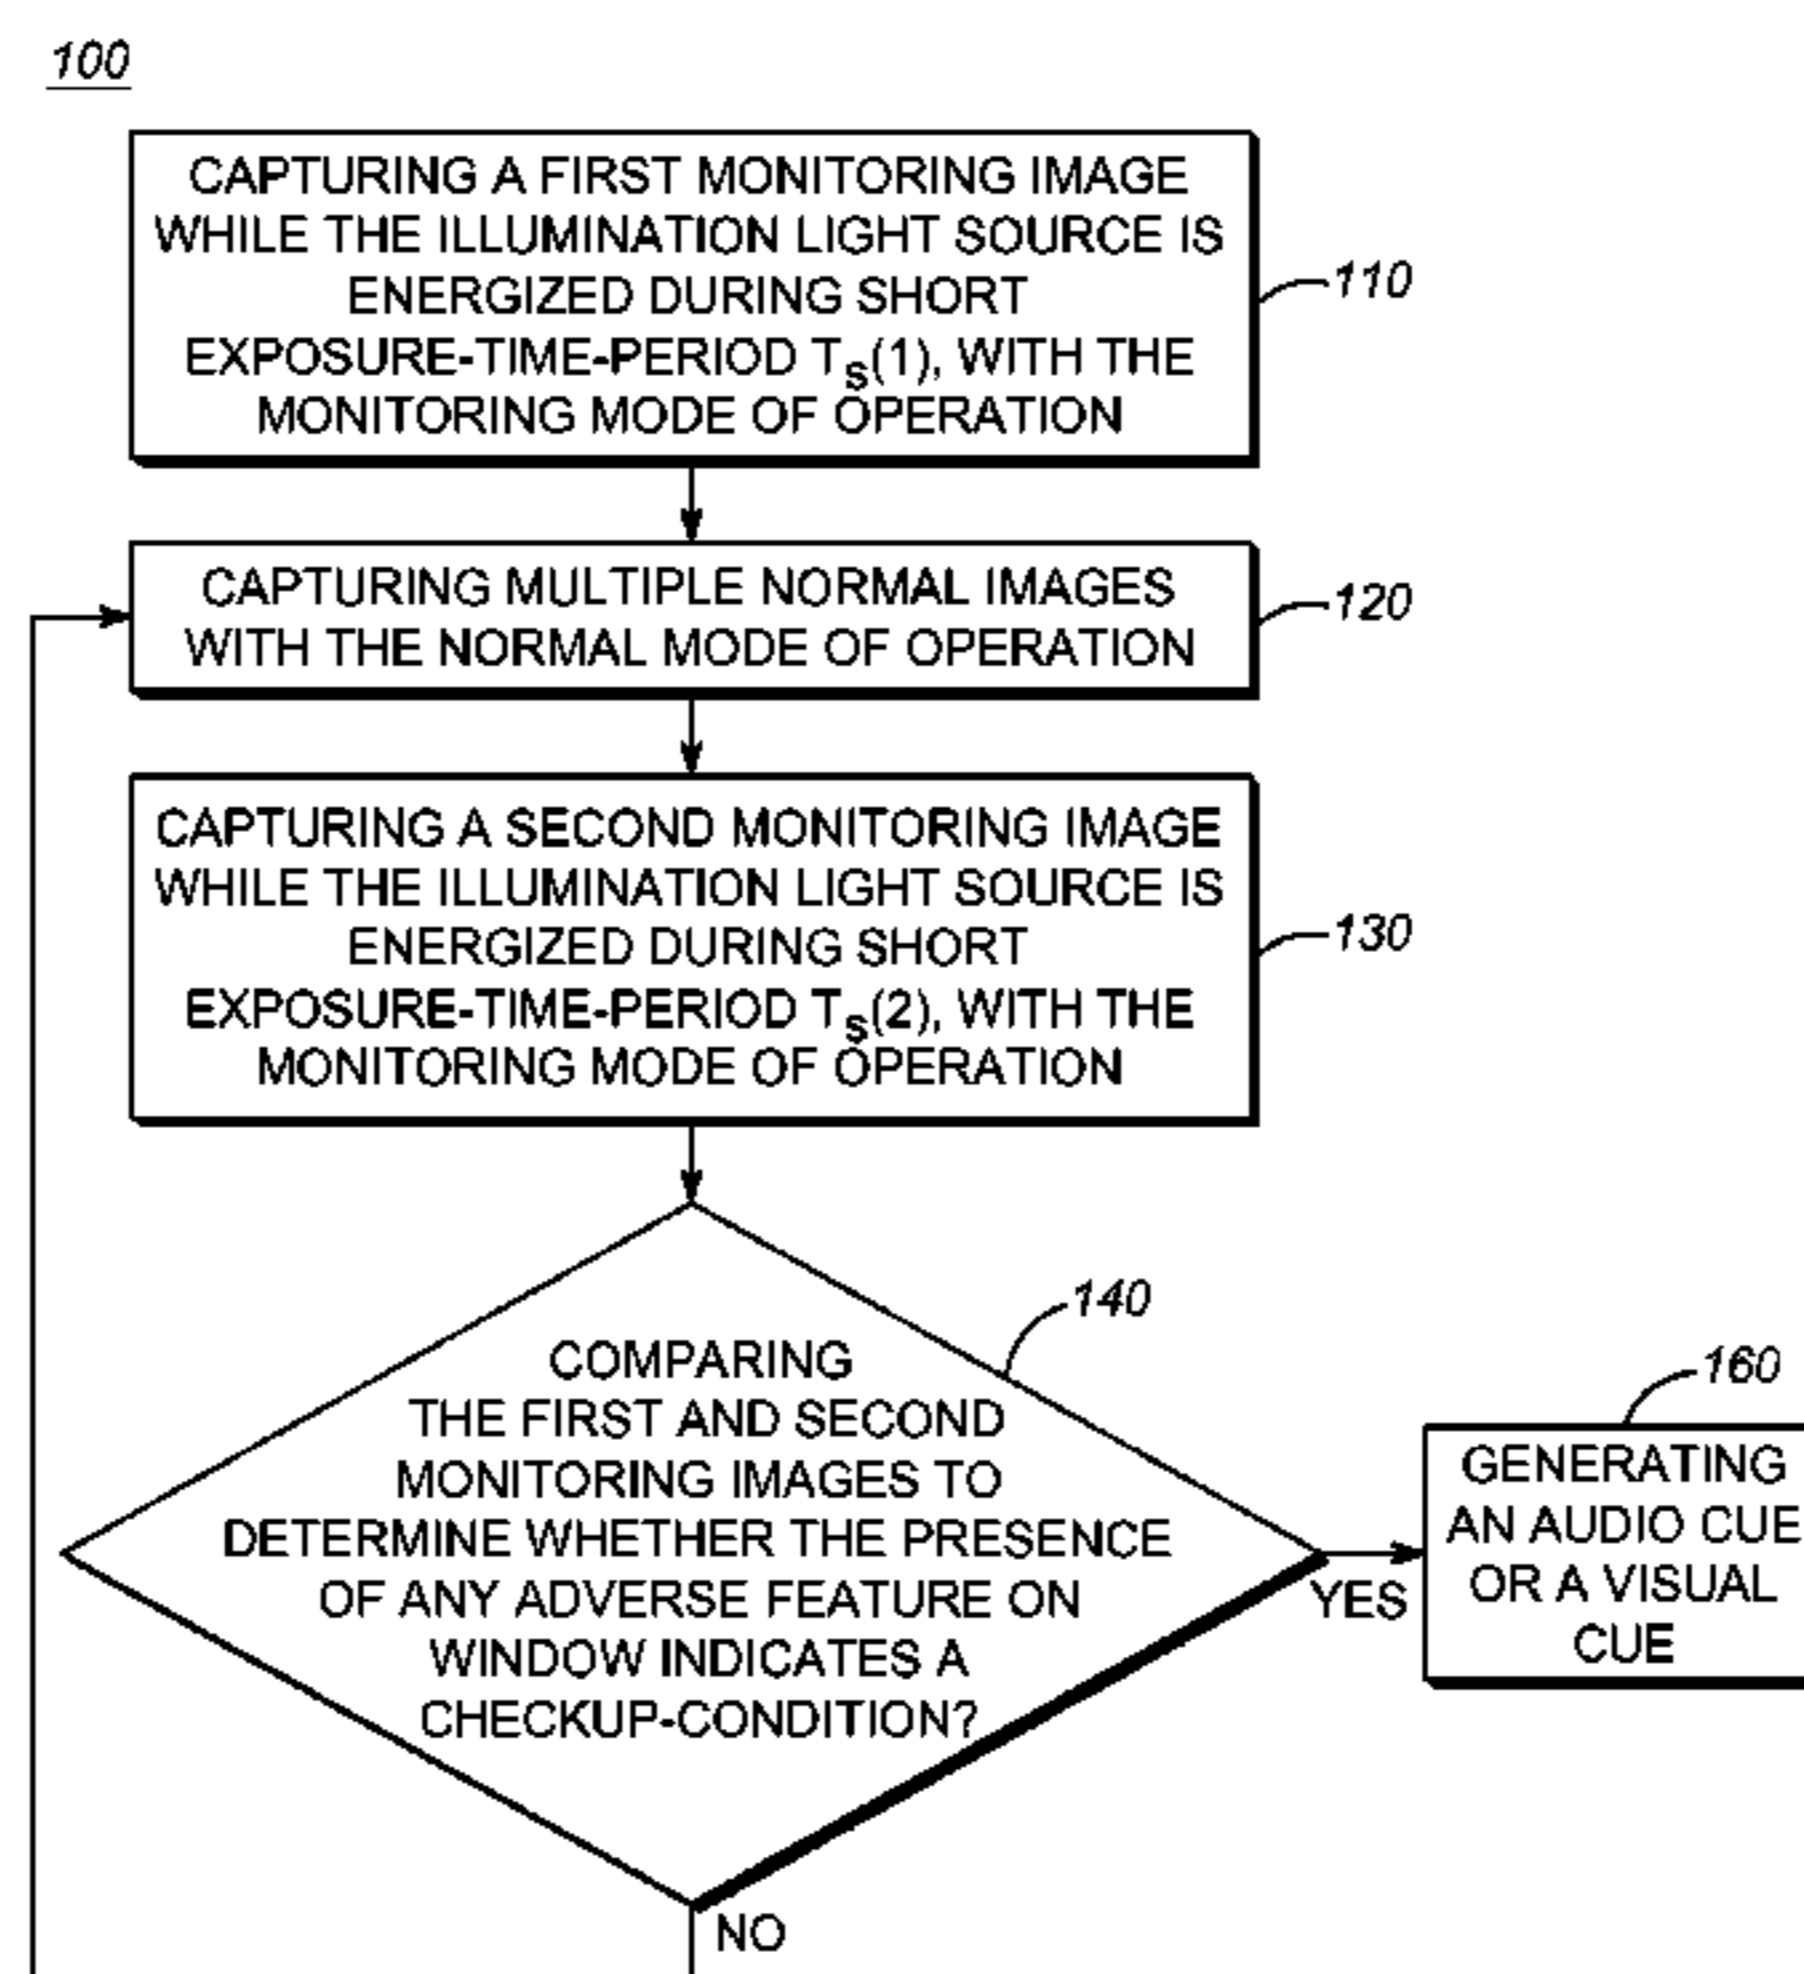 100
CAPTURING A FIRST MONITORING IMAGE
WHILE THE ILLUMINATION LIGHT SOURCE IS
ENERGIZED DURING SHORT
EXPOSURE-TIME-PERIOD Ts(1), WITH THE
MONITORING MODE OF OPERATION
110
CAPTURING MULTIPLE NORMAL IMAGES
WITH THE NORMAL MODE OF OPERATION
120
CAPTURING A SECOND MONITORING IMAGE
WHILE THE ILLUMINATION LIGHT SOURCE IS
ENERGIZED DURING SHORT
EXPOSURE-TIME-PERIOD Ts(2), WITH THE
MONITORING MODE OF OPERATION
130
COMPARING
THE FIRST AND SECOND
MONITORING IMAGES TO
DETERMINE WHETHER THE PRESENCE
OF ANY ADVERSE FEATURE ON
WINDOW INDICATES A
CHECKUP-CONDITION?
140
YES
NO
160
GENERATING
AN AUDIO CUE
OR A VISUAL
CUE